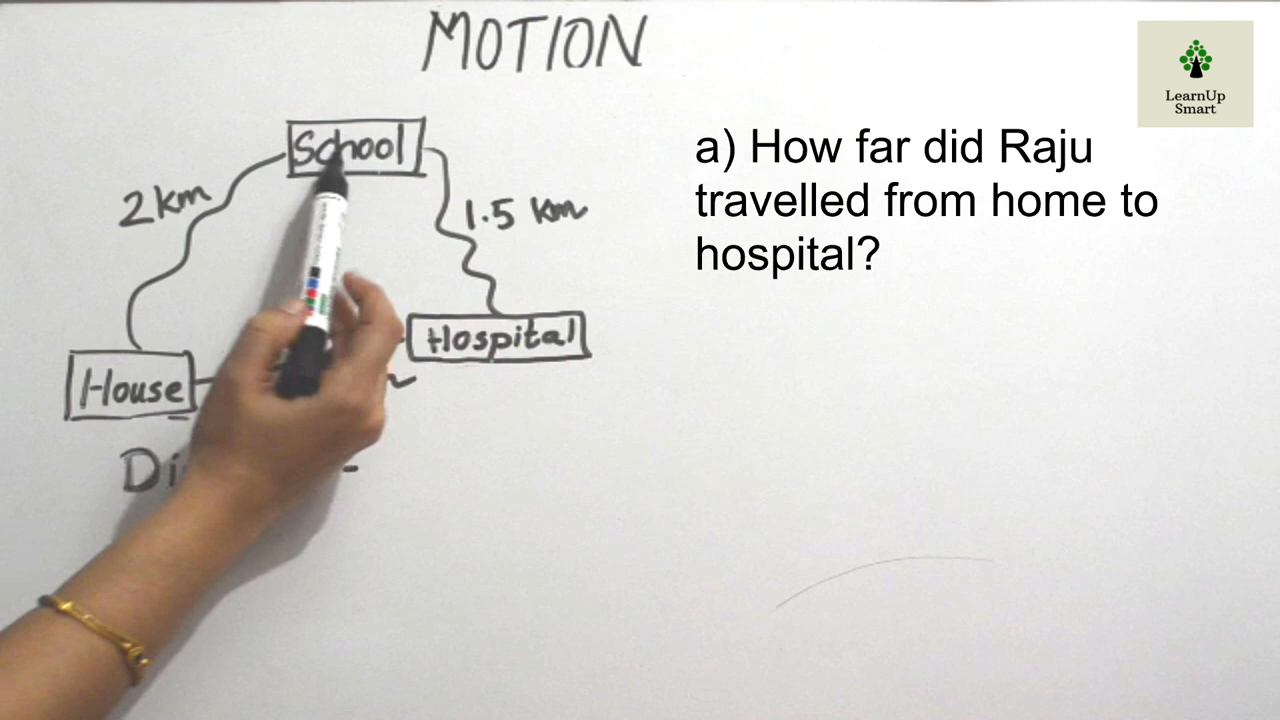 MOTION
LearnUp
Smart
School
a) How far did Raju
travelled from home to
hospital?
2 km
1.5 km
Hospital
House